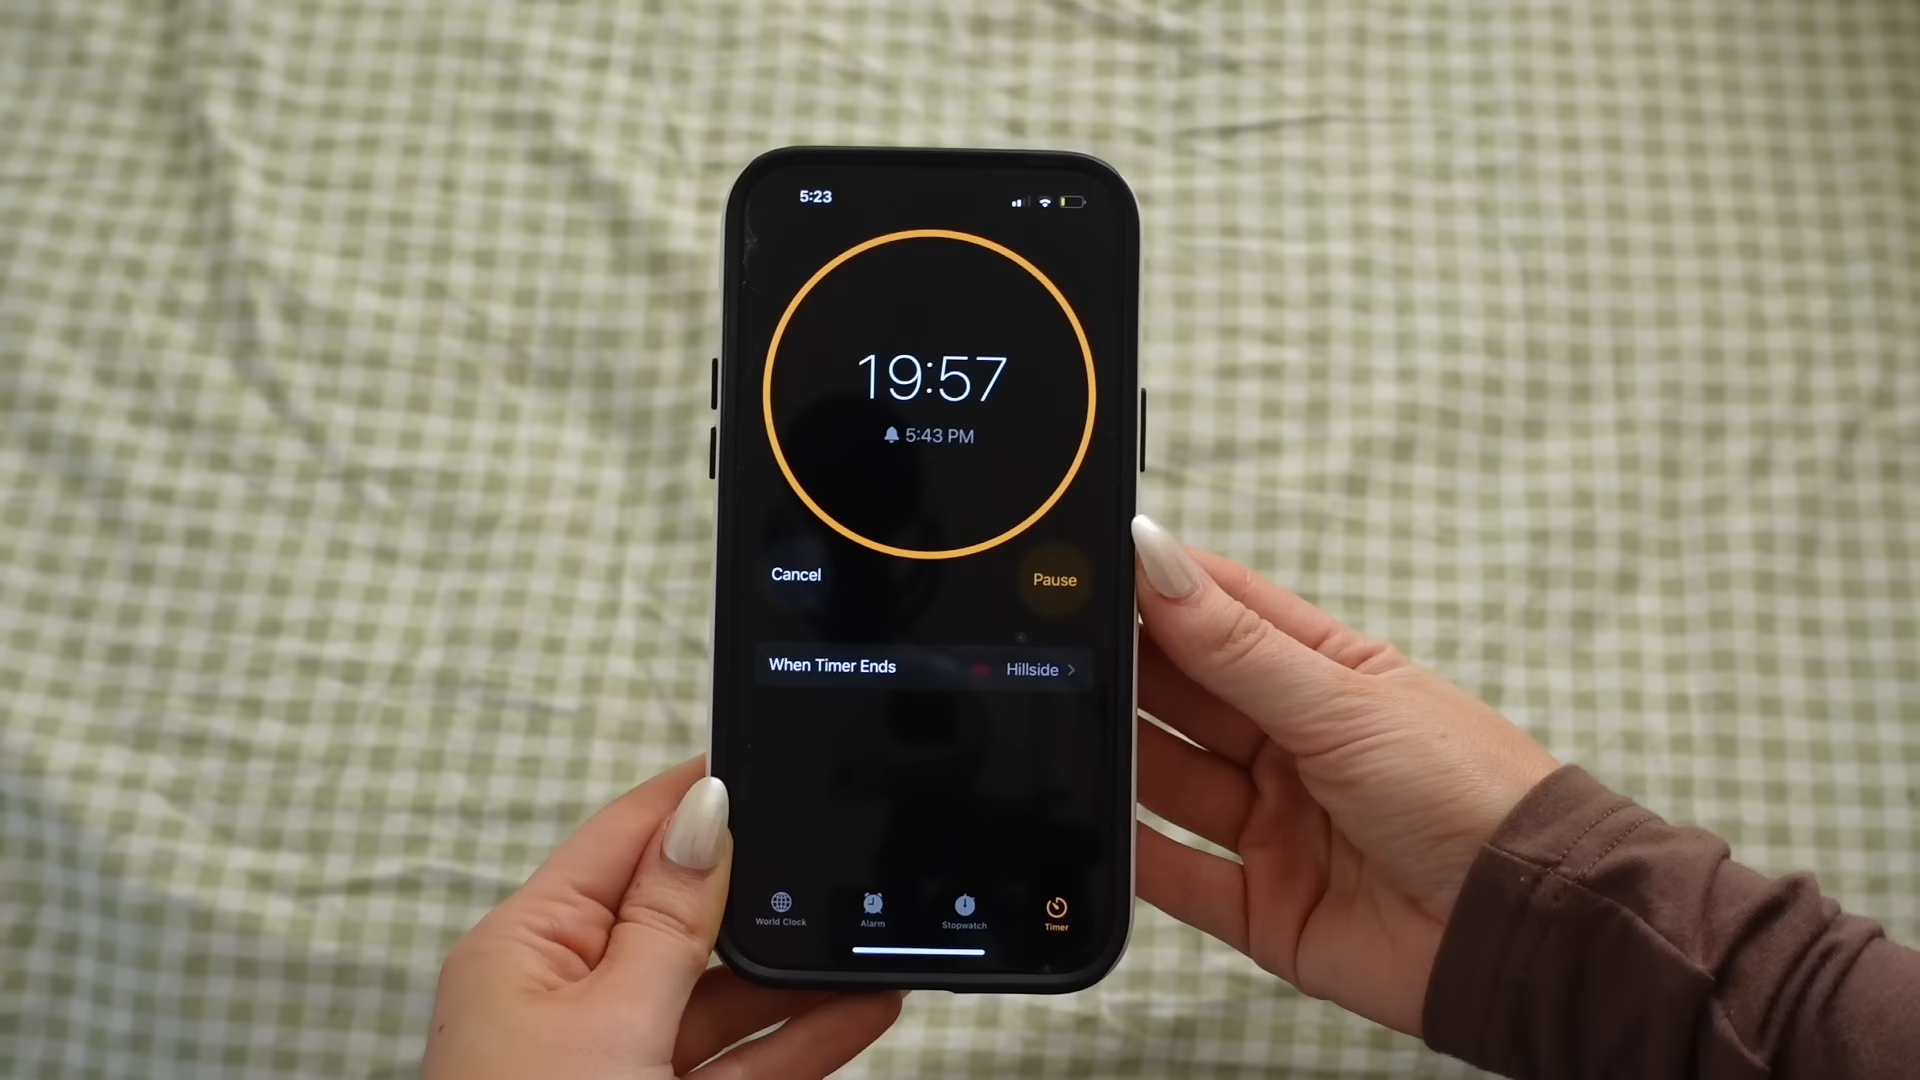 5:23
19:57
5:43 PM
Cancel
Pause
When Timer Ends
Hillside
World Clock
Alarm
Stopwatch
Timer